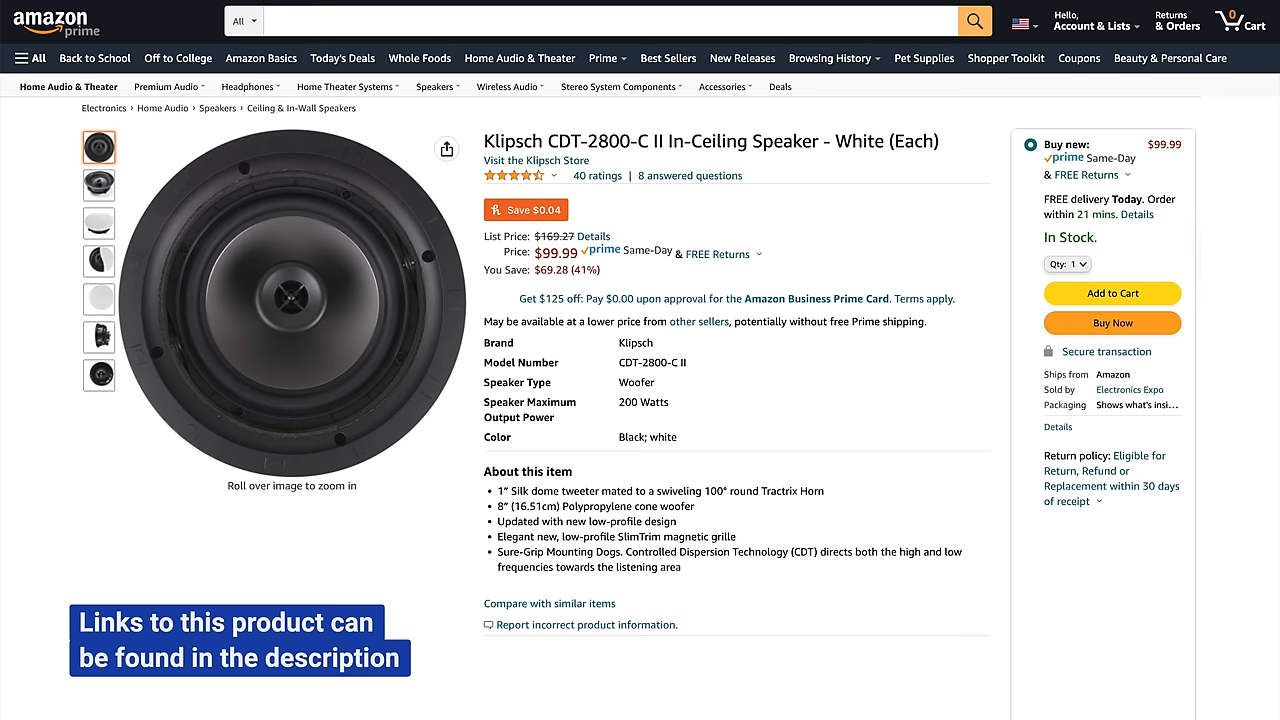 amazon
prime
All
Hello,
Account & Lists
Returns
& Orders
0
Cart
All
Back to School
Off to College
Amazon Basics
Today's Deals
Whole Foods
Home Audio & Theater
Prime
Best Sellers
New Releases
Browsing History
Pet Supplies
Shopper Toolkit
Coupons
Beauty & Personal Care
Home Audio & Theater
Premium Audio
Headphones
Home Theater Systems
Speakers
Wireless Audio
Stereo System Components
Accessories
Deals
Electronics › Home Audio › Speakers › Ceiling & In-Wall Speakers
Roll over image to zoom in
Klipsch CDT-2800-C II In-Ceiling Speaker - White (Each)
Visit the Klipsch Store
40 ratings | 8 answered questions
Save $0.04
List Price: $169.27 Details
Price: $99.99 prime Same-Day & FREE Returns
You Save: $69.28 (41%)
Get $125 off: Pay $0.00 upon approval for the Amazon Business Prime Card. Terms apply.
May be available at a lower price from other sellers, potentially without free Prime shipping.
Brand Klipsch
Model Number CDT-2800-C II
Speaker Type Woofer
Speaker Maximum 200 Watts
Output Power
Color Black; white
About this item
• 1” Silk dome tweeter mated to a swiveling 100° round Tractrix Horn
• 8” (16.51cm) Polypropylene cone woofer
• Updated with new low-profile design
• Elegant new, low-profile SlimTrim magnetic grille
• Sure-Grip Mounting Dogs. Controlled Dispersion Technology (CDT) directs both the high and low
frequencies towards the listening area
Compare with similar items
Report incorrect product information.
Buy new: $99.99
prime Same-Day
& FREE Returns
FREE delivery Today. Order
within 21 mins. Details
In Stock.
Qty: 1
Add to Cart
Buy Now
Secure transaction
Ships from Amazon
Sold by Electronics Expo
Packaging Shows what's insi...
Details
Return policy: Eligible for
Return, Refund or
Replacement within 30 days
of receipt
Links to this product can
be found in the description